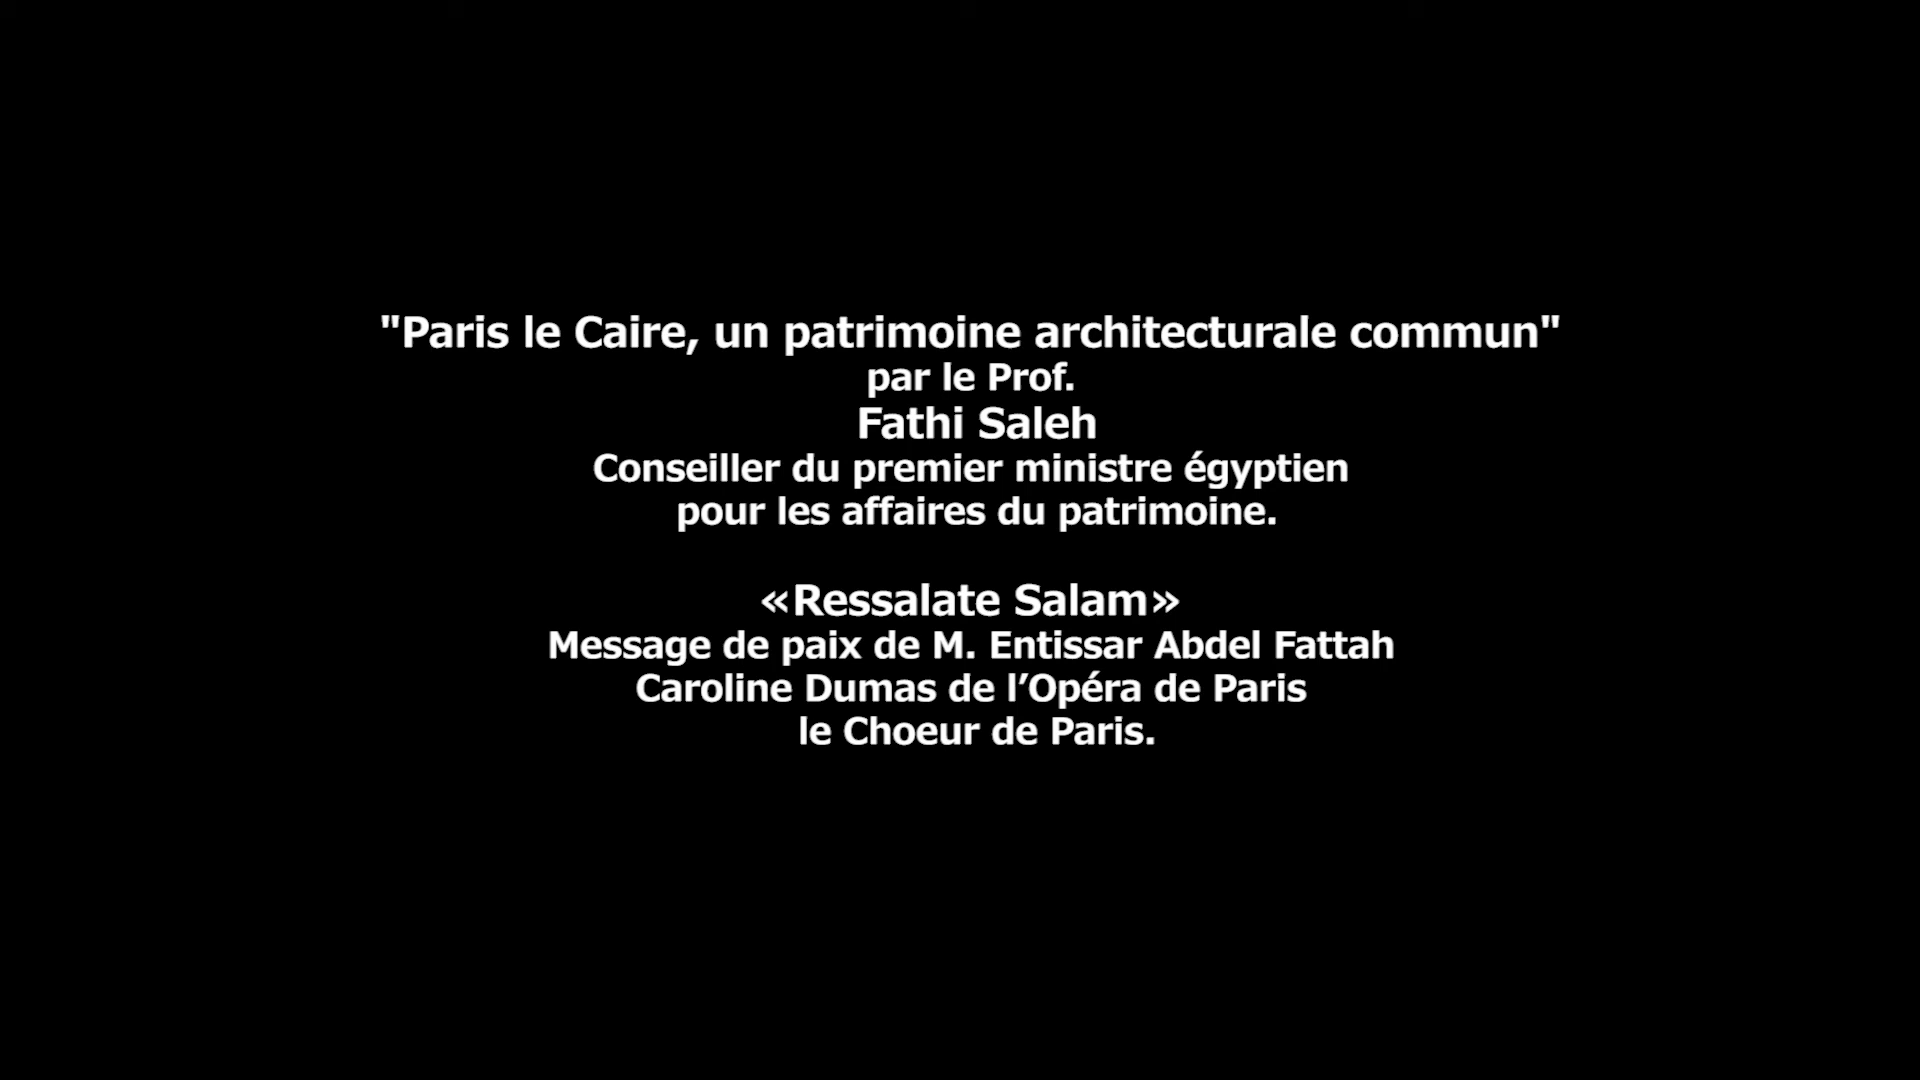 "Paris le Caire, un patrimoine architecturale commun"
par le Prof.
Fathi Saleh
Conseiller du premier ministre égyptien
pour les affaires du patrimoine.
«Ressalate Salam»
Message de paix de M. Entissar Abdel Fattah
Caroline Dumas de l’Opéra de Paris
le Choeur de Paris.